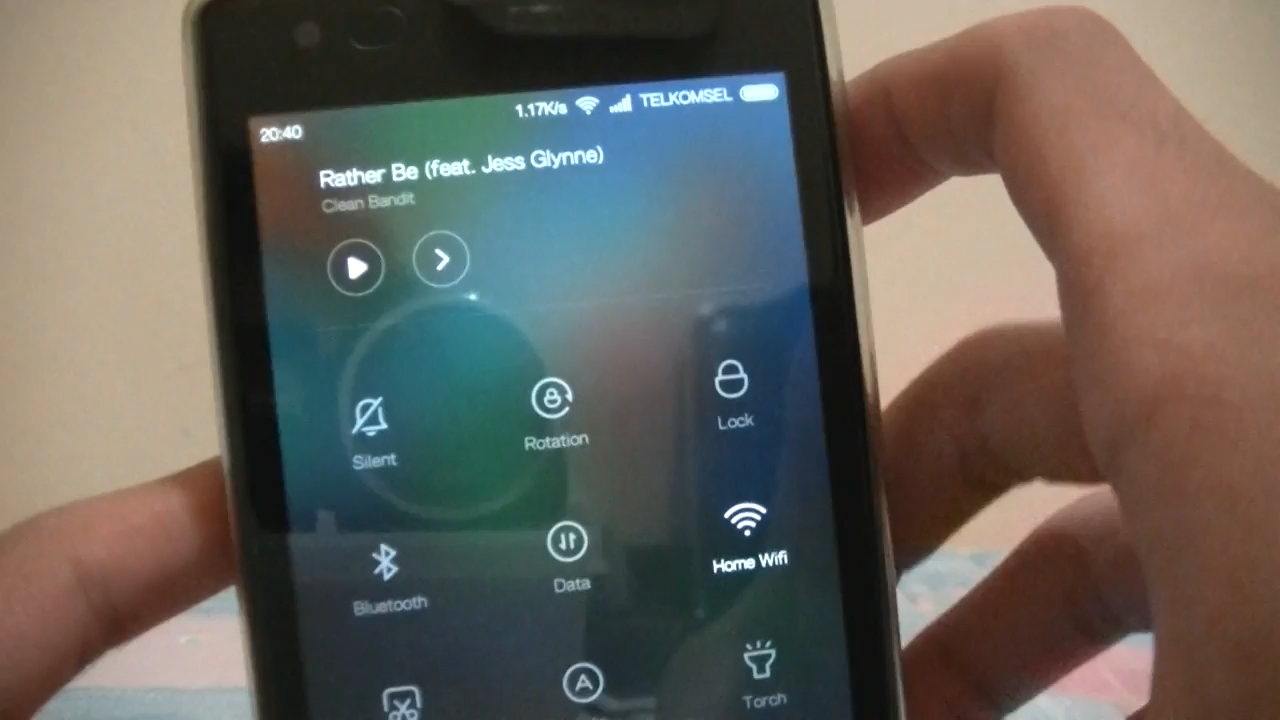 20:40 1.17K/s TELKOMSEL
Rather Be (feat. Jess Glynne)
Clean Bandit
Silent Rotation Lock
Bluetooth Data Home Wifi
A Torch